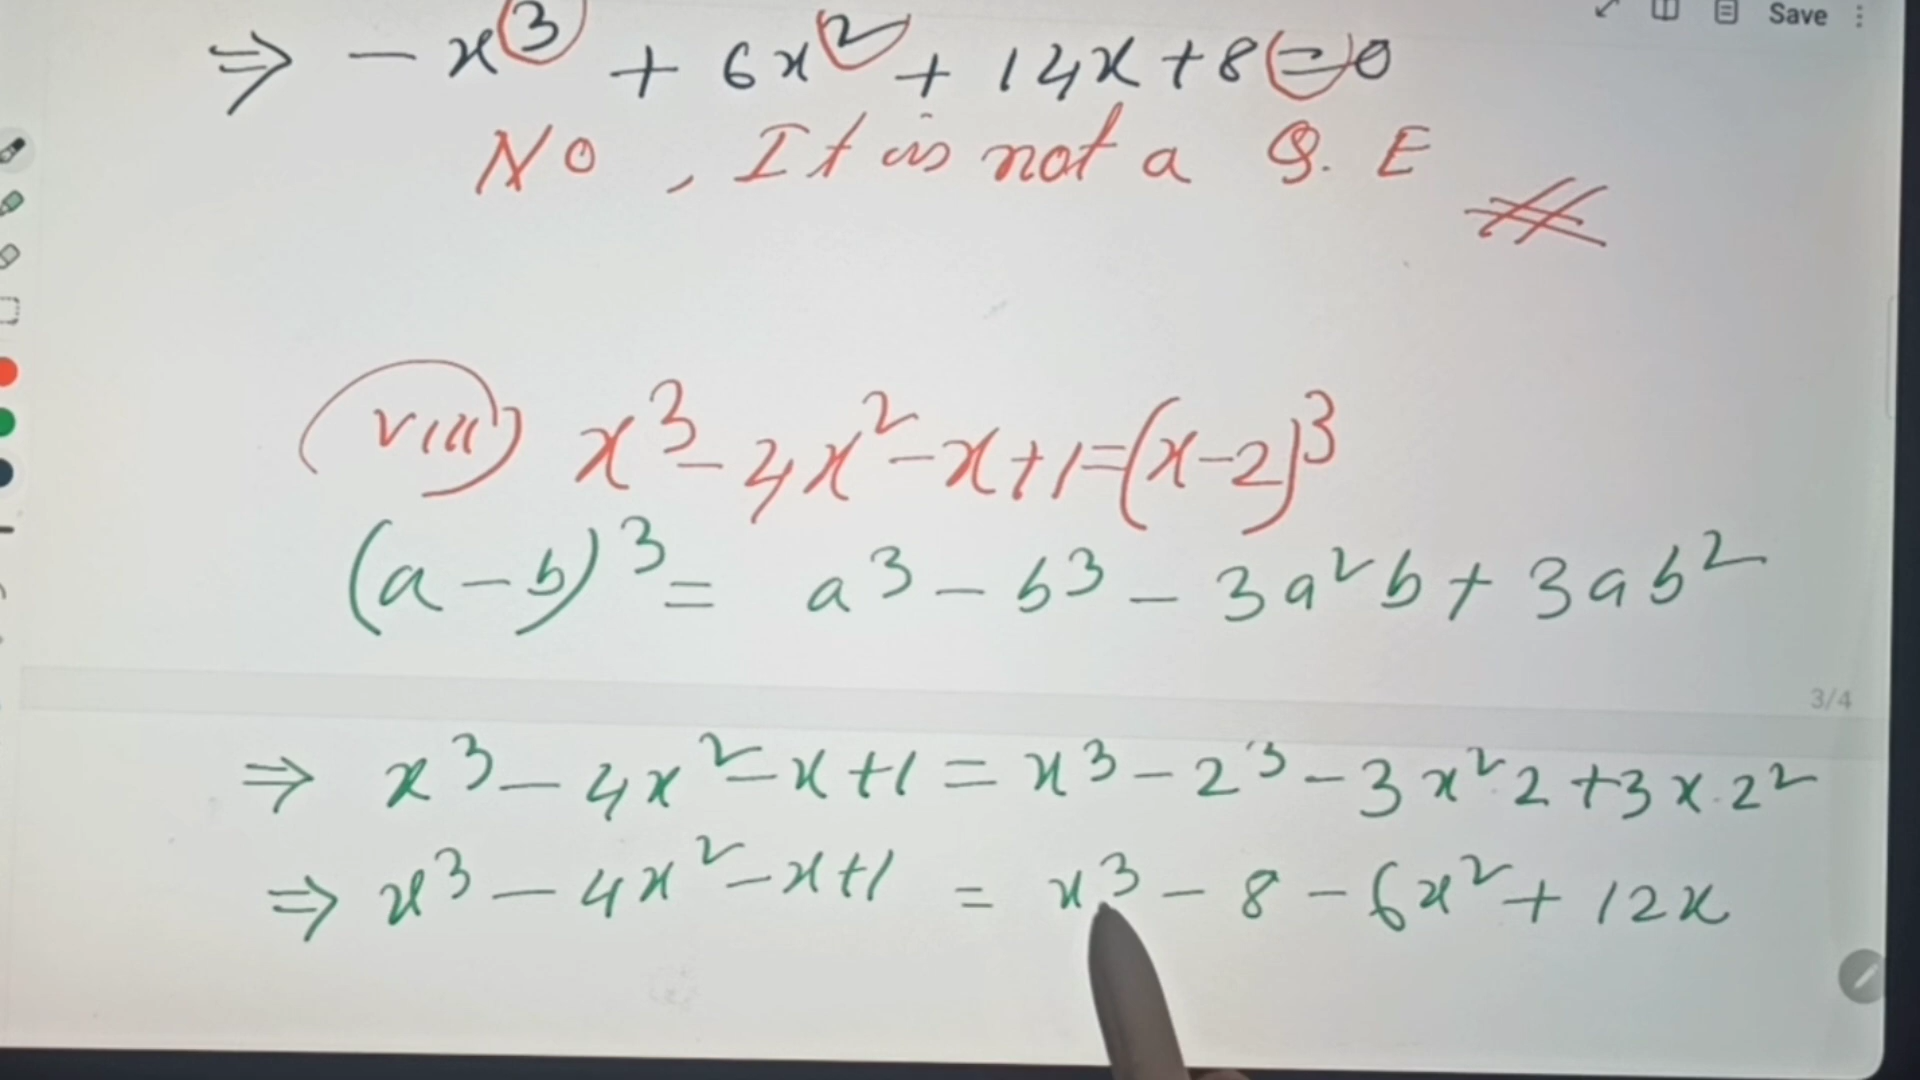 Save
⇒ - x³ + 6x² + 14x + 8 = 0
No, It is not a Q.E
viii) x³ - 4x² - x + 1 = (x-2)³
(a-b)³ = a³ - b³ - 3a²b + 3ab²
3/4
⇒ x³ - 4x² - x + 1 = x³ - 2³ - 3x²·2 + 3x·2²
⇒ x³ - 4x² - x + 1 = x³ - 8 - 6x² + 12x